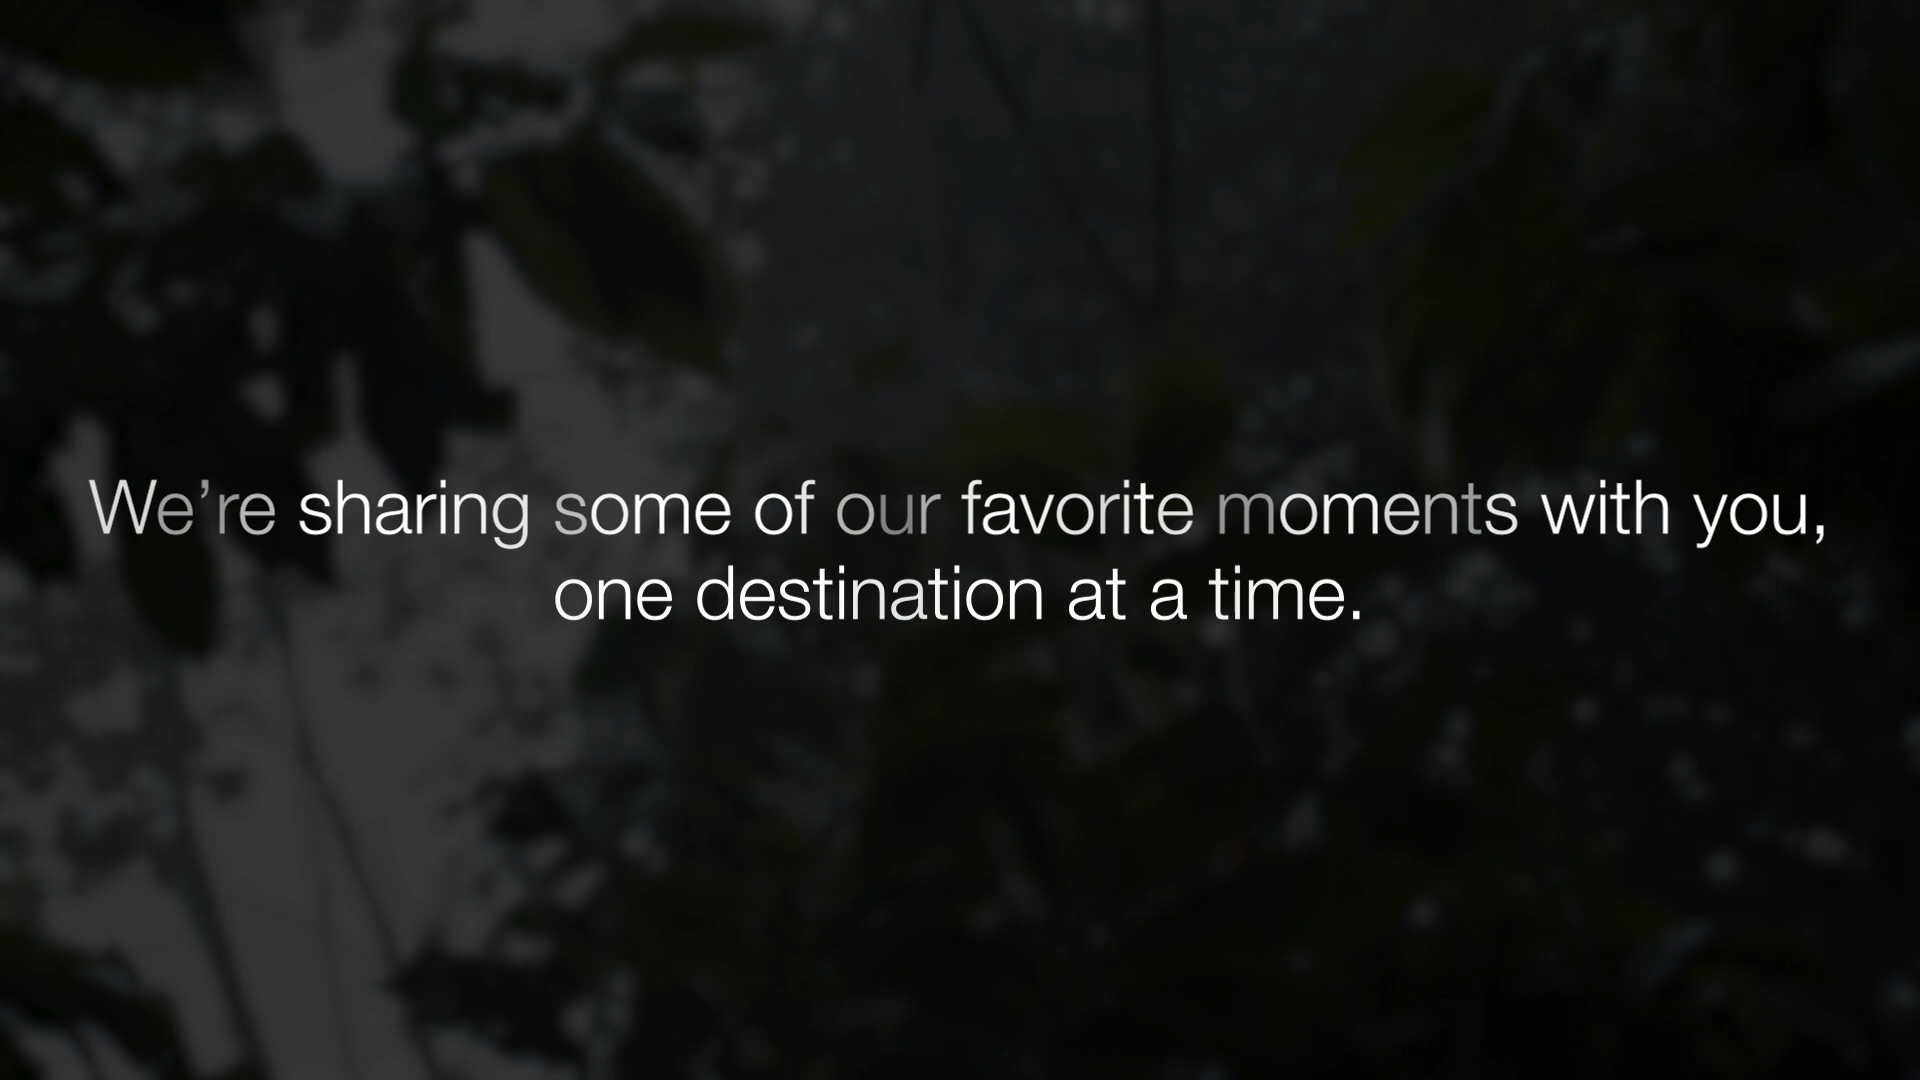 We’re sharing some of our favorite moments with you,
one destination at a time.